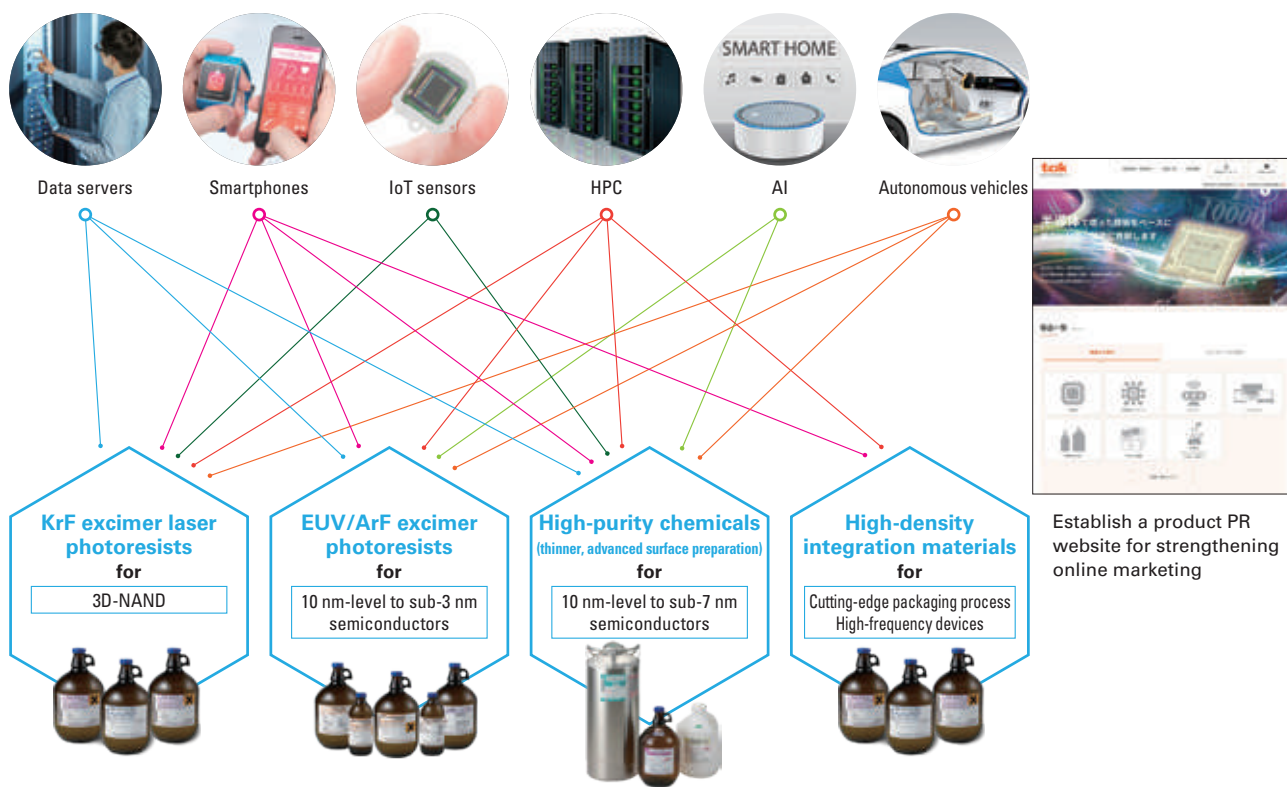 SMART HOME
72
Data servers
Smartphones
IoT sensors
HPC
AI
Autonomous vehicles
tok
10000
KrF excimer laser
photoresists
for
3D-NAND
EUV/ArF excimer
photoresists
for
10 nm-level to sub-3 nm
semiconductors
High-purity chemicals
(thinner, advanced surface preparation)
for
10 nm-level to sub-7 nm
semiconductors
High-density
integration materials
for
Cutting-edge packaging process
High-frequency devices
Establish a product PR
website for strengthening
online marketing